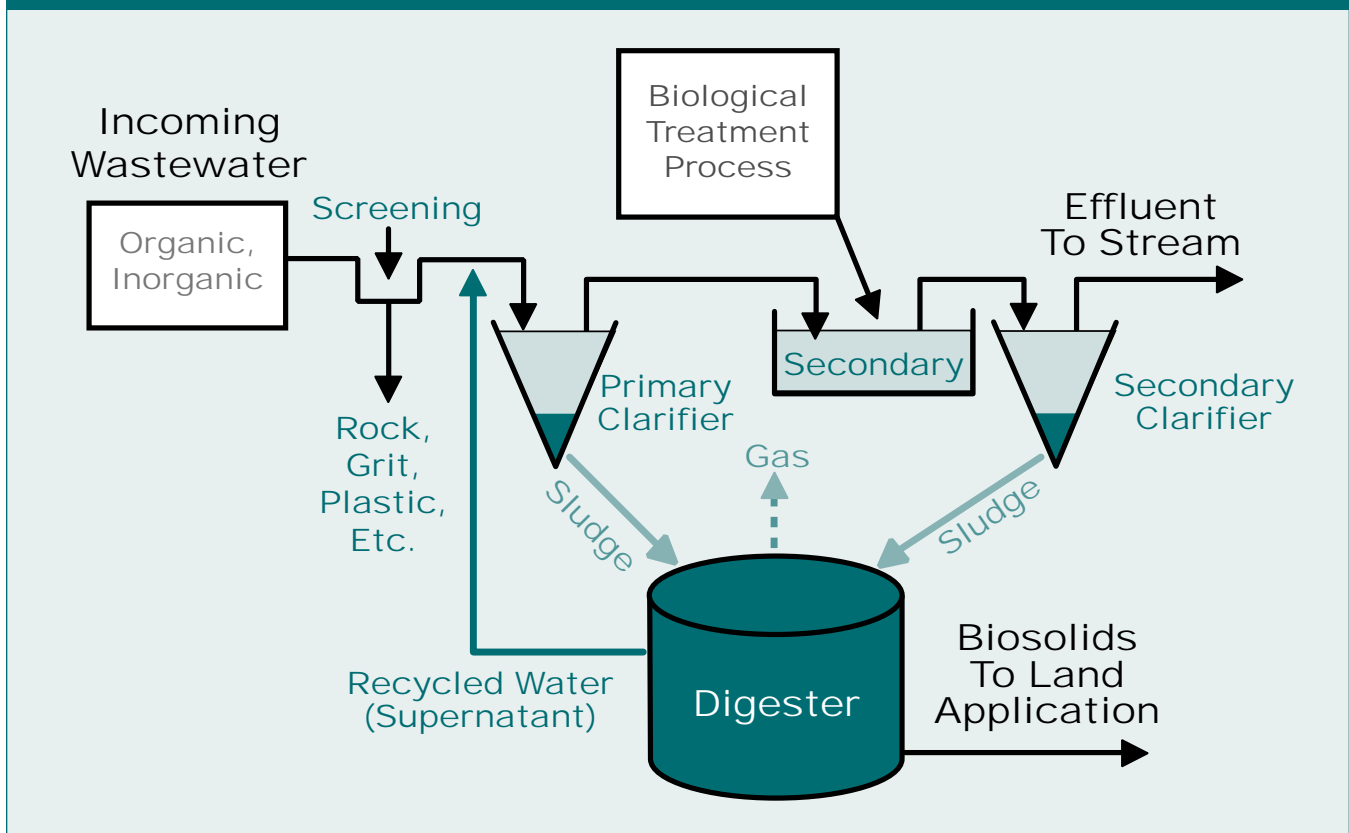 Incoming
Wastewater
Organic,
Inorganic
Screening
Rock,
Grit,
Plastic,
Etc.
Biological
Treatment
Process
Effluent
To Stream
Primary
Clarifier
Secondary
Secondary
Clarifier
Gas
Sludge
Sludge
Recycled Water
(Supernatant)
Digester
Biosolids
To Land
Application